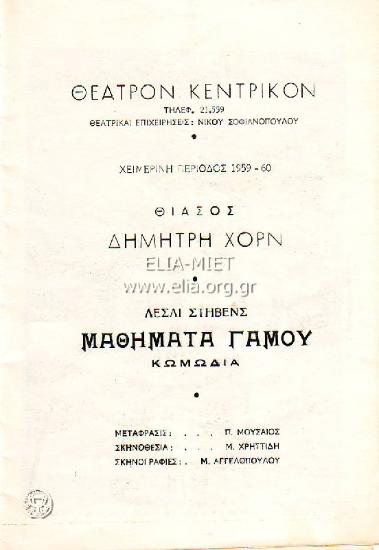 ΘΕΑΤΡΟΝ ΚΕΝΤΡΙΚΟΝ
ΤΗΛΕΦ. 21.559
ΘΕΑΤΡΙΚΑΙ ΕΠΙΧΕΙΡΗΣΕΙΣ: ΝΙΚΟΥ ΣΟΦΙΑΝΟΠΟΥΛΟΥ
ΧΕΙΜΕΡΙΝΗ ΠΕΡΙΟΔΟΣ 1959-60
ΘΙΑΣΟΣ
ΔΗΜΗΤΡΗ ΧΟΡΝ
ELIA-MIET
www.elia.org.gr
ΛΕΣΛΙ ΣΤΗΒΕΝΣ
ΜΑΘΗΜΑΤΑ ΓΑΜΟΥ
ΚΩΜΩΔΙΑ
ΜΕΤΑΦΡΑΣΙΣ: . . . Π. ΜΟΥΣΑΙΟΣ
ΣΚΗΝΟΘΕΣΙΑ: . . . Μ. ΧΡΗΣΤΙΔΗ
ΣΚΗΝΟΓΡΑΦΙΕΣ: . . Μ. ΑΓΓΕΛΟΠΟΥΛΟΥ